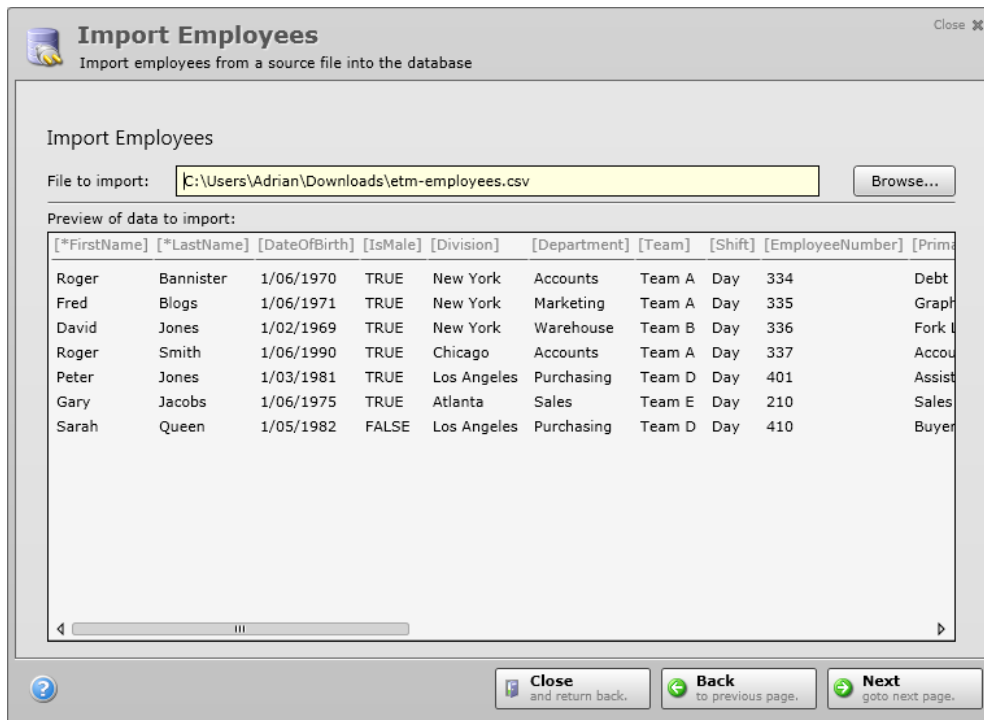 Close
Import Employees
Import employees from a source file into the database
Import Employees
File to import: C:\Users\Adrian\Downloads\etm-employees.csv Browse...
Preview of data to import:
[*FirstName] [*LastName] [DateOfBirth] [IsMale] [Division] [Department] [Team] [Shift] [EmployeeNumber] [Prima
Roger Bannister 1/06/1970 TRUE New York Accounts Team A Day 334 Debt
Fred Blogs 1/06/1971 TRUE New York Marketing Team A Day 335 Graph
David Jones 1/02/1969 TRUE New York Warehouse Team B Day 336 Fork L
Roger Smith 1/06/1990 TRUE Chicago Accounts Team A Day 337 Accou
Peter Jones 1/03/1981 TRUE Los Angeles Purchasing Team D Day 401 Assist
Gary Jacobs 1/06/1975 TRUE Atlanta Sales Team E Day 210 Sales
Sarah Queen 1/05/1982 FALSE Los Angeles Purchasing Team D Day 410 Buyer
Close
and return back.
Back
to previous page.
Next
goto next page.